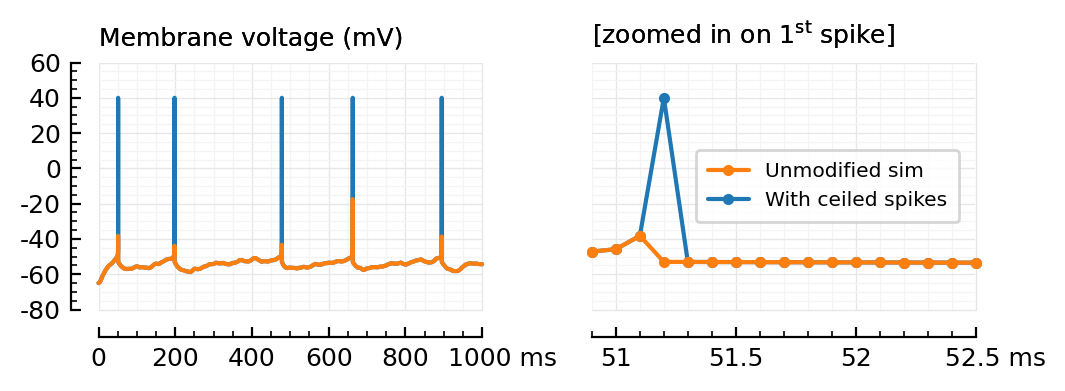 Membrane voltage (mV)
60
40
20
0
-20
-40
-60
-80
0 200 400 600 800 1000 ms
[zoomed in on 1st spike]
Unmodified sim
With ceiled spikes
51 51.5 52 52.5 ms